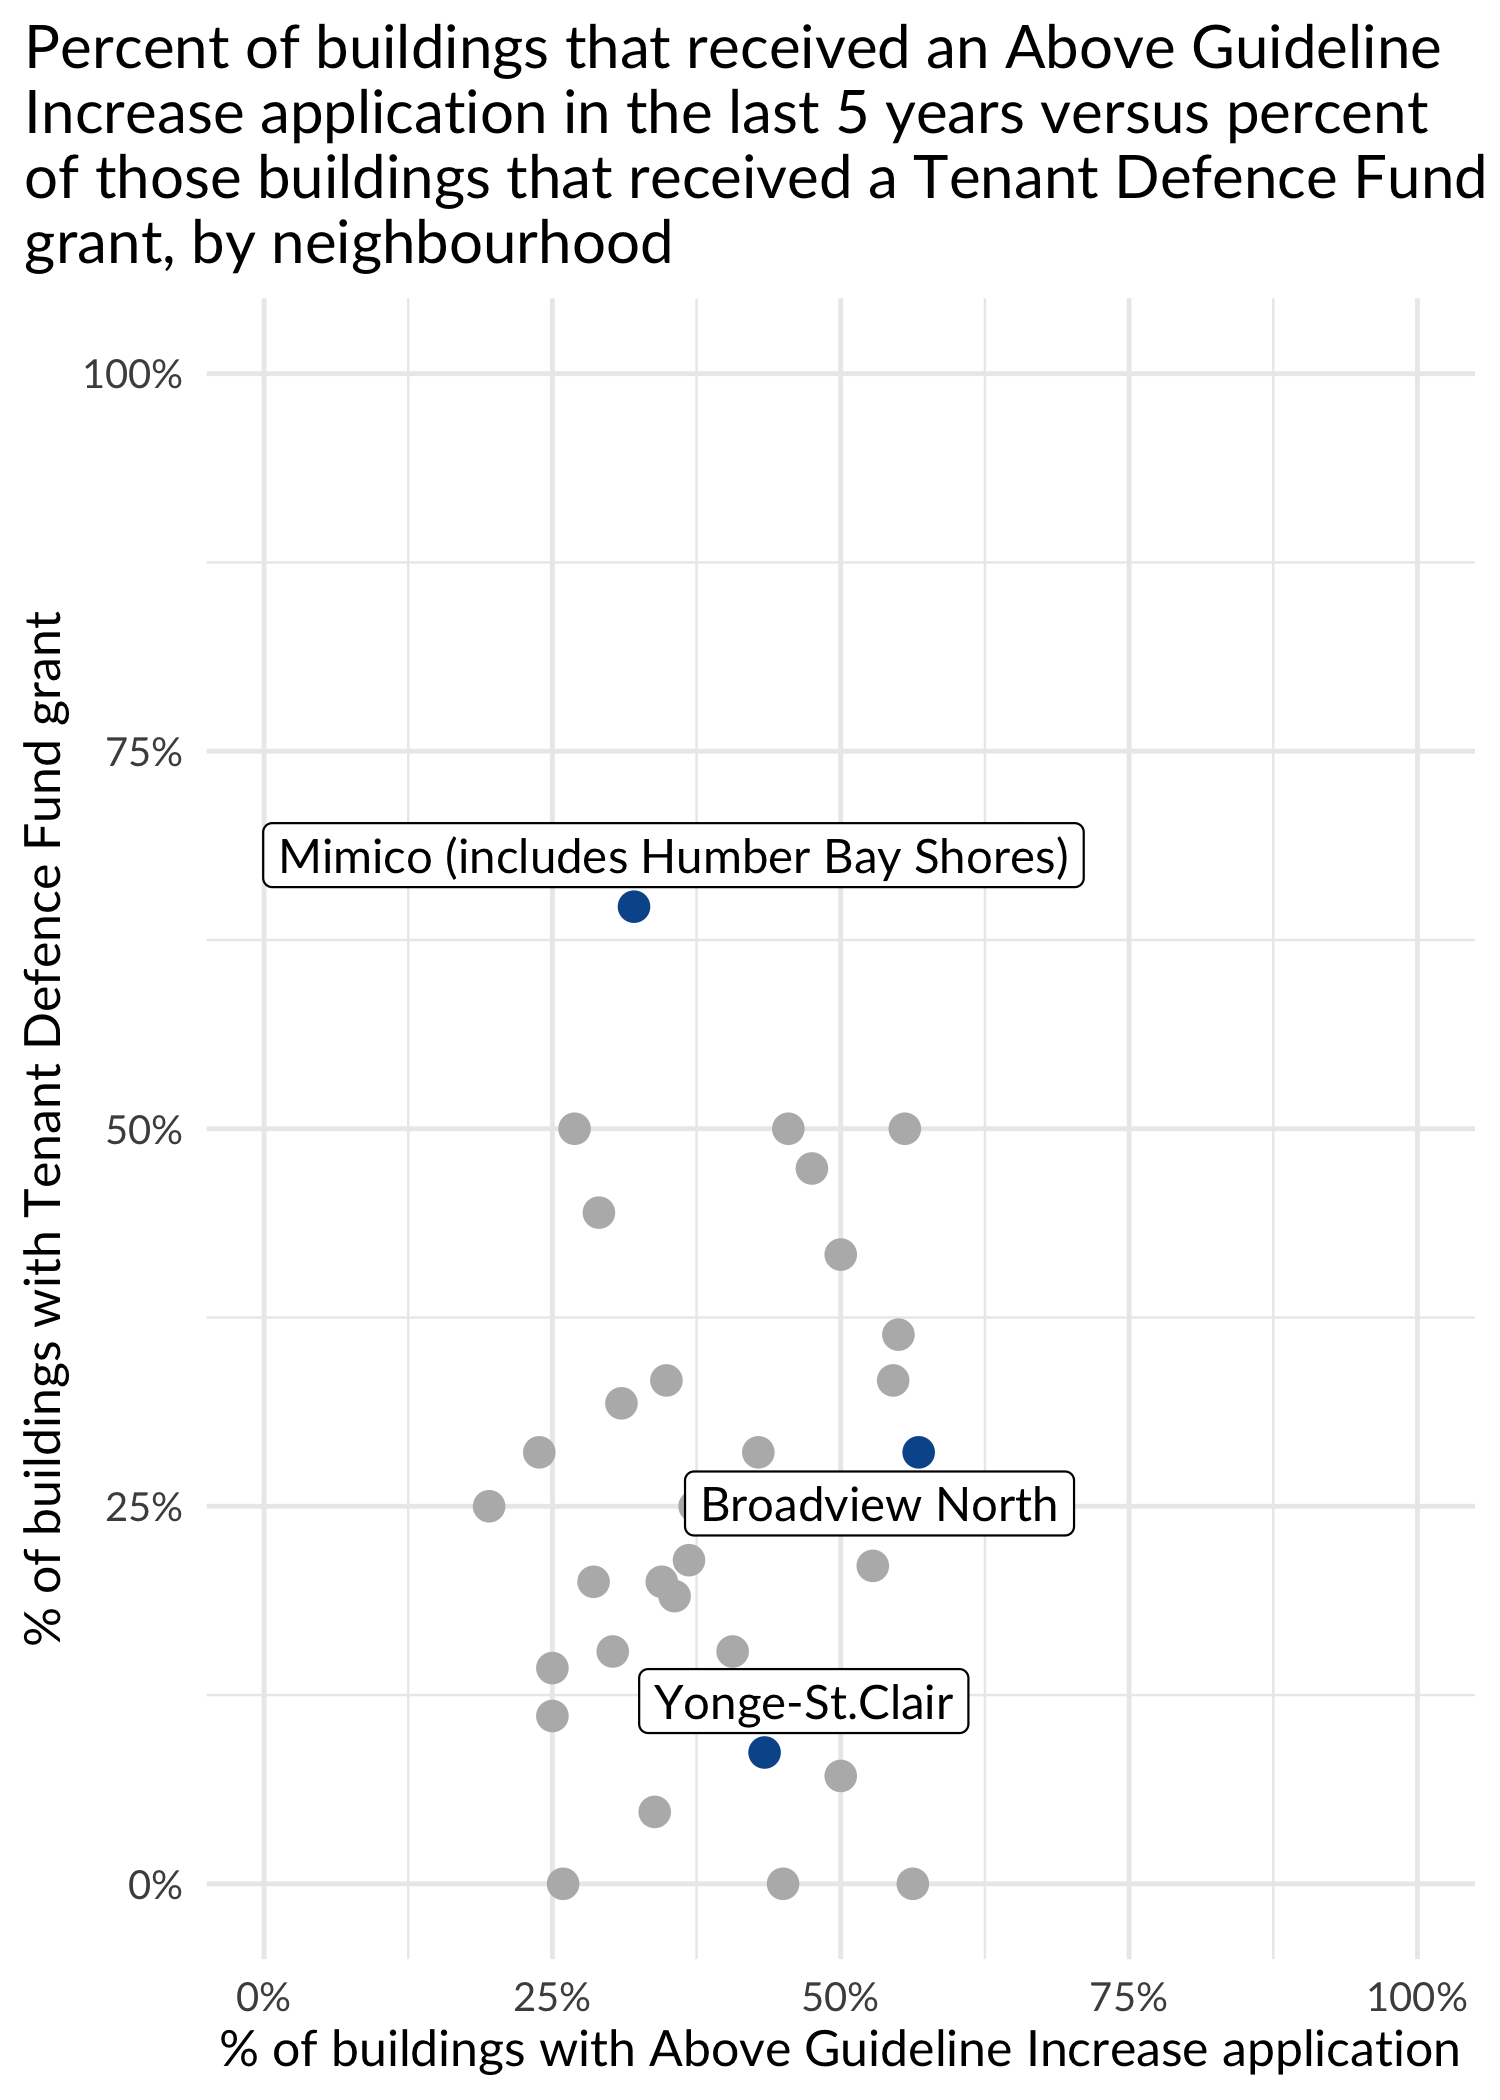 Percent of buildings that received an Above Guideline
Increase application in the last 5 years versus percent
of those buildings that received a Tenant Defence Fund
grant, by neighbourhood
% of buildings with Tenant Defence Fund grant
100%
75%
50%
25%
0%
Mimico (includes Humber Bay Shores)
Broadview North
Yonge-St.Clair
0%
25%
50%
75%
100%
% of buildings with Above Guideline Increase application